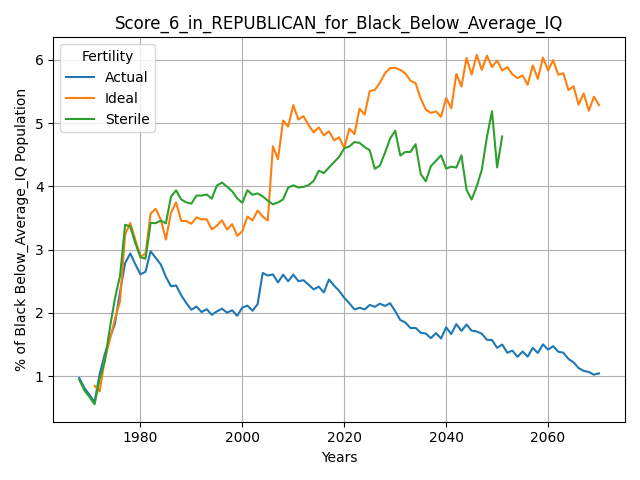 Score_6_in_REPUBLICAN_for_Black_Below_Average_IQ
% of Black Below_Average_IQ Population
Fertility
Actual
Ideal
Sterile
6
5
4
3
2
1
1980 2000 2020 2040 2060
Years